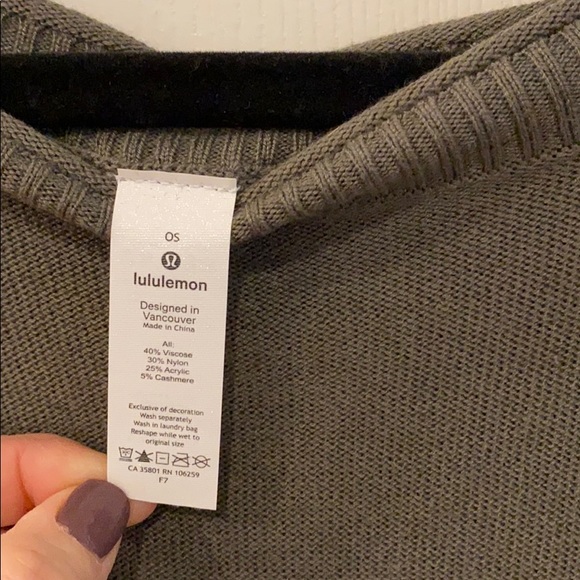 OS
lululemon
Designed in
Vancouver
Made in China
All:
40% Viscose
30% Nylon
25% Acrylic
5% Cashmere
Exclusive of decoration
Wash separately
Wash in laundry bag
Reshape while wet to
original size
CA 35801 RN 106259
F7